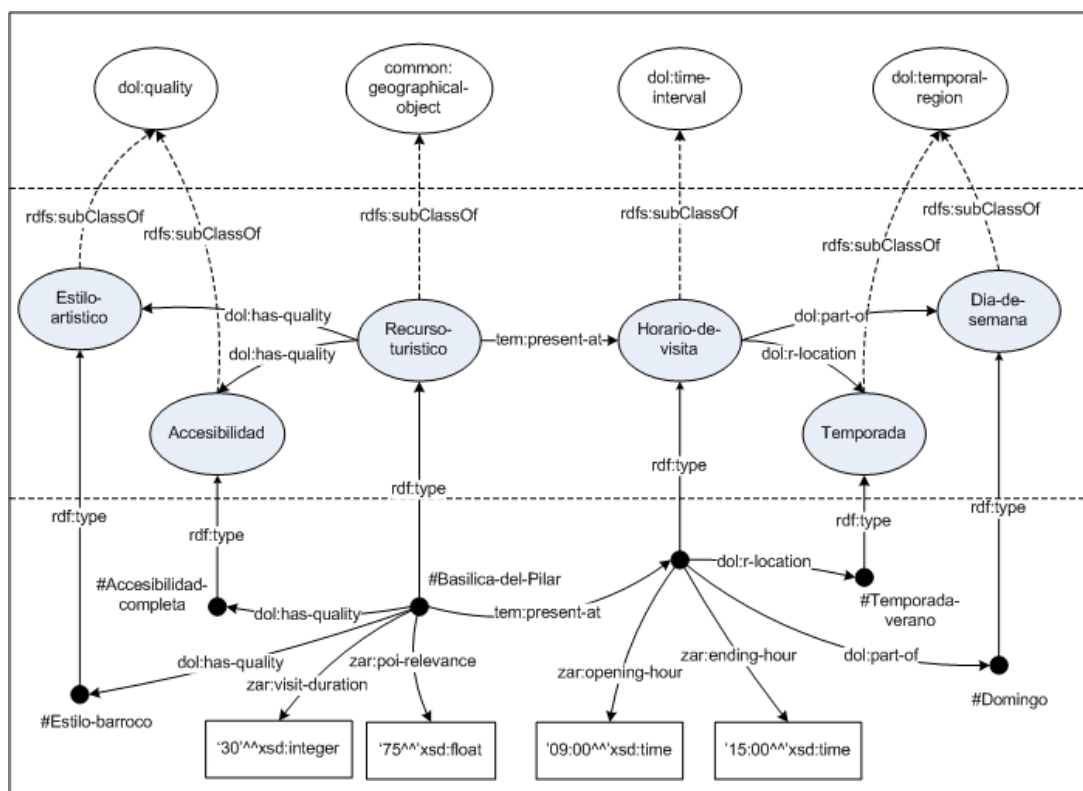 dol:quality
common:
geographical-
object
dol:time-
interval
dol:temporal-
region
rdfs:subClassOf
rdfs:subClassOf
rdfs:subClassOf
rdfs:subClassOf
rdfs:subClassOf
rdfs:subClassOf
Estilo-
artistico
dol:has-quality
dol:has-quality
Recurso-
turistico
tem:present-at
Horario-de-
visita
dol:part-of
dol:r-location
Dia-de-
semana
Accesibilidad
Temporada
rdf:type
rdf:type
rdf:type
rdf:type
rdf:type
rdf:type
#Accesibilidad-
completa
dol:has-quality
#Basilica-del-Pilar
tem:present-at
dol:r-location
#Temporada-
verano
dol:has-quality
zar:visit-duration
zar:poi-relevance
zar:opening-hour
zar:ending-hour
dol:part-of
#Estilo-barroco
#Domingo
‘30’^^xsd:integer
‘75^^’xsd:float
‘09:00^^’xsd:time
‘15:00^^’xsd:time